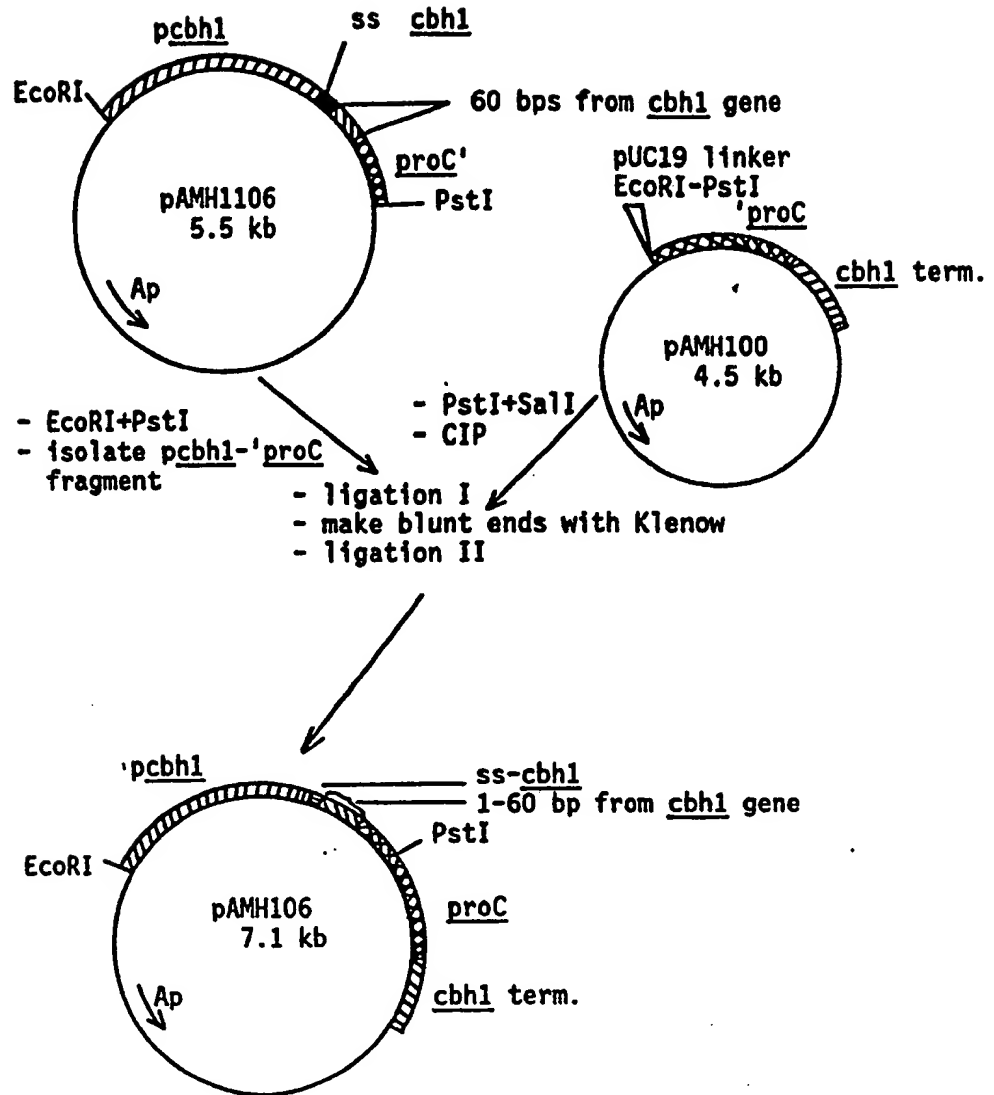 pcbh1
ss cbh1
EcoRI
60 bps from cbh1 gene
proC'
PstI
pAMH1106
5.5 kb
Ap
pUC19 linker
EcoRI-PstI
'proC
cbh1 term.
pAMH100
4.5 kb
Ap
- EcoRI+PstI
- isolate pcbh1-'proC
fragment
- PstI+SalI
- CIP
- ligation I
- make blunt ends with Klenow
- ligation II
'pcbh1
ss-cbh1
1-60 bp from cbh1 gene
PstI
EcoRI
pAMH106
7.1 kb
proC
cbh1 term.
Ap